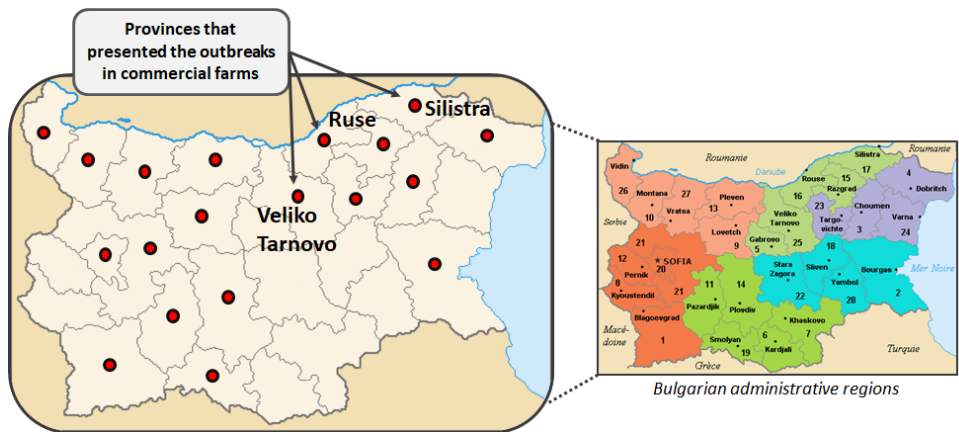 Provinces that
presented the outbreaks
in commercial farms
Silistra
Ruse
Veliko
Tarnovo
Roumanie
Roumanie
Silistra
Vidin
Danube
Rouse
17
15
4
Razgrad
26
Montana
27
Pleven
16
Dobritch
13
23
Choumen
10
Vratsa
Veliko
Tarnovo
Targo-
vichte
Varna
Serbie
Lovetch
3
24
9
Gabrovo
5
25
18
21
12
SOFIA
Stara
Zagora
Sliven
Bourgas
Mer Noire
Pernik
20
11
14
Yambol
8
21
Kyoustendil
Pazardjik
Plovdiv
22
28
2
Blagoevgrad
Khaskovo
Macé-
doine
6
7
1
Smolyan
19
Kardjali
Turquie
Grèce
Bulgarian administrative regions